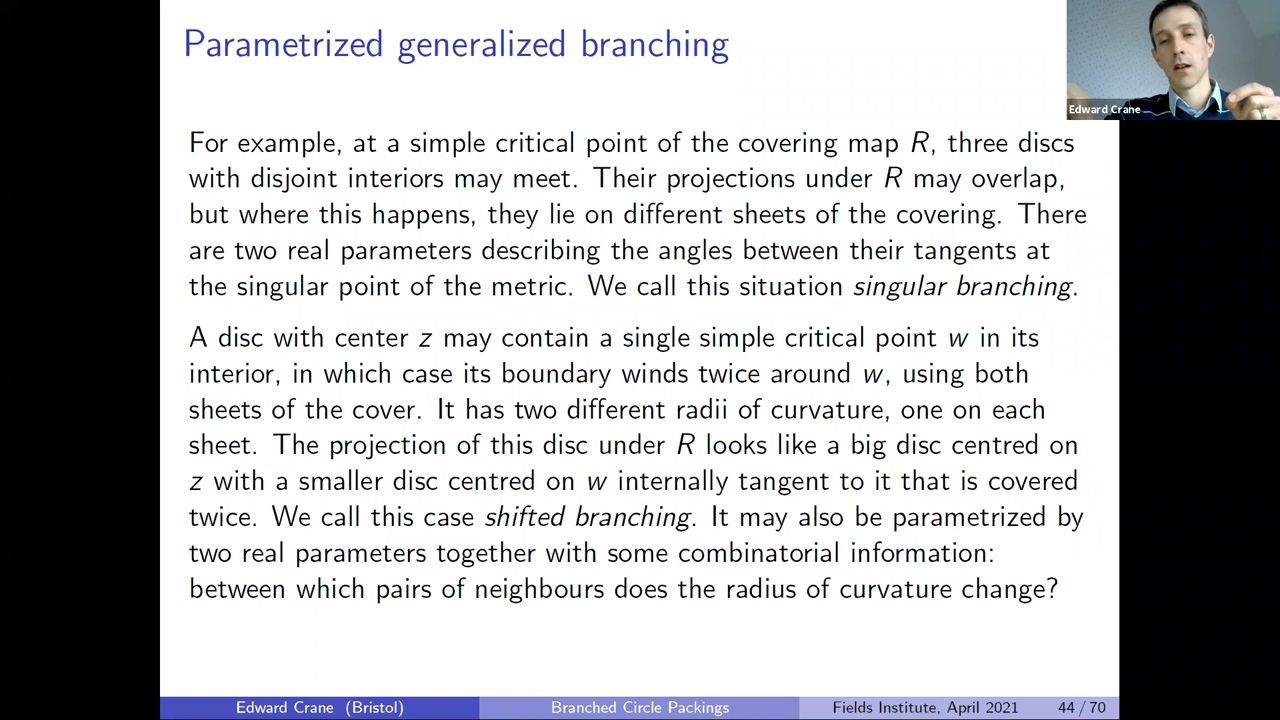 Parametrized generalized branching
Edward Crane
For example, at a simple critical point of the covering map R, three discs
with disjoint interiors may meet. Their projections under R may overlap,
but where this happens, they lie on different sheets of the covering. There
are two real parameters describing the angles between their tangents at
the singular point of the metric. We call this situation singular branching.
A disc with center z may contain a single simple critical point w in its
interior, in which case its boundary winds twice around w, using both
sheets of the cover. It has two different radii of curvature, one on each
sheet. The projection of this disc under R looks like a big disc centred on
z with a smaller disc centred on w internally tangent to it that is covered
twice. We call this case shifted branching. It may also be parametrized by
two real parameters together with some combinatorial information:
between which pairs of neighbours does the radius of curvature change?
Edward Crane (Bristol) Branched Circle Packings Fields Institute, April 2021 44 / 70